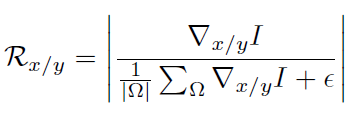 $\mathcal{R}_{x/y} = \left| \frac{\nabla_{x/y} I}{\frac{1}{|\Omega|} \sum_{\Omega} \nabla_{x/y} I + \epsilon} \right|$